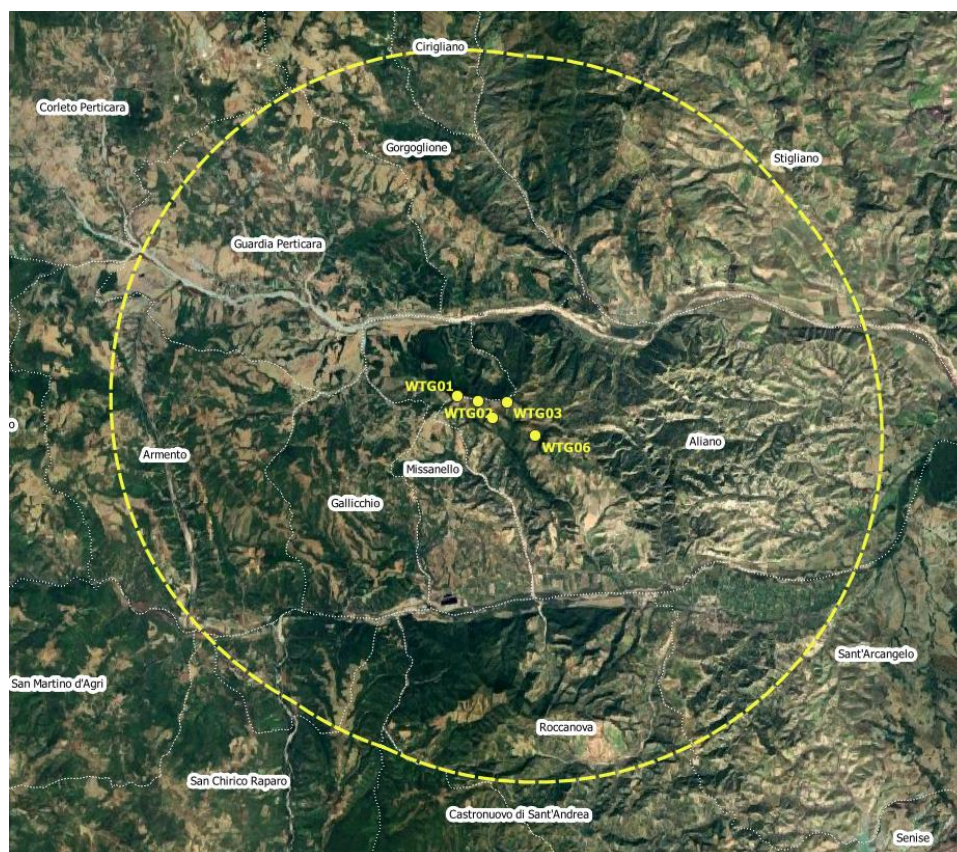 Cirigliano
Corleto Perticara
Gorgoglione
Stigliano
Guardia Perticara
WTG01
WTG02
WTG03
WTG06
Aliano
o
Armento
Missanello
Gallicchio
Sant'Arcangelo
San Martino d'Agri
Roccanova
San Chirico Raparo
Castronuovo di Sant'Andrea
Senise